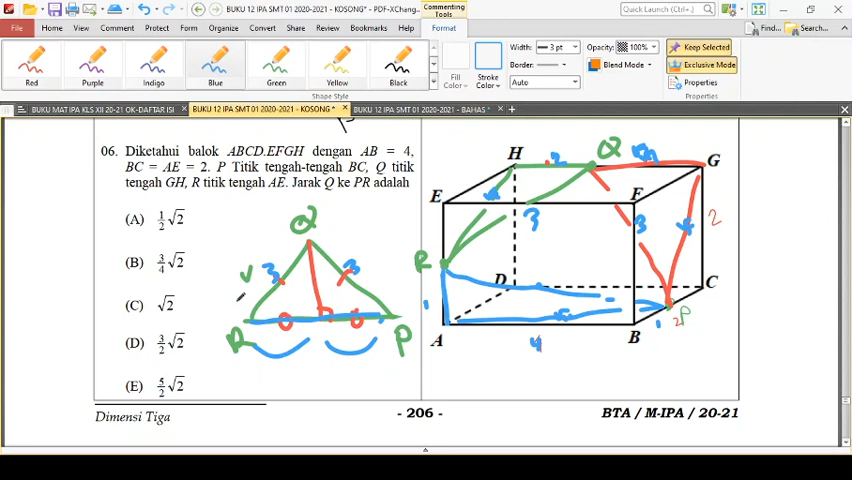 BUKU 12 IPA SMT 01 2020-2021 - KOSONG* - PDF-XChang
Commenting Tools
Quick Launch (Ctrl+.)
File
Home
Convert
Edit
Organize
Comment
View
Protect
Form
Share
Review
Bookmarks
Help
Format
Find...
Search...
Red
Purple
Indigo
Blue
Green
Yellow
Black
Shape Style
Fill Color
Stroke Color
Width: 3 pt
Border:
Auto
Opacity: 100%
Blend Mode
Keep Selected
Exclusive Mode
Properties
BUKU MAT IPA KLS XII 20-21 OK-DAFTAR ISI
BUKU 12 IPA SMT 01 2020-2021 - KOSONG *
BUKU 12 IPA SMT 01 2020-2021 - BAHAS *
06. Diketahui balok ABCD.EFGH dengan AB = 4,
BC = AE = 2. P Titik tengah-tengah BC, Q titik
tengah GH, R titik tengah AE. Jarak Q ke PR adalah
(A) ½√2
(B) ¾√2
(C) √2
(D) 3/2 √2
(E) 5/2 √2
Q
3
3
R
P
H
2
Q
G
E
F
3
3
2
R
D
C
1
P
2
1
A
4
B
Dimensi Tiga
- 206 -
BTA / M-IPA / 20-21